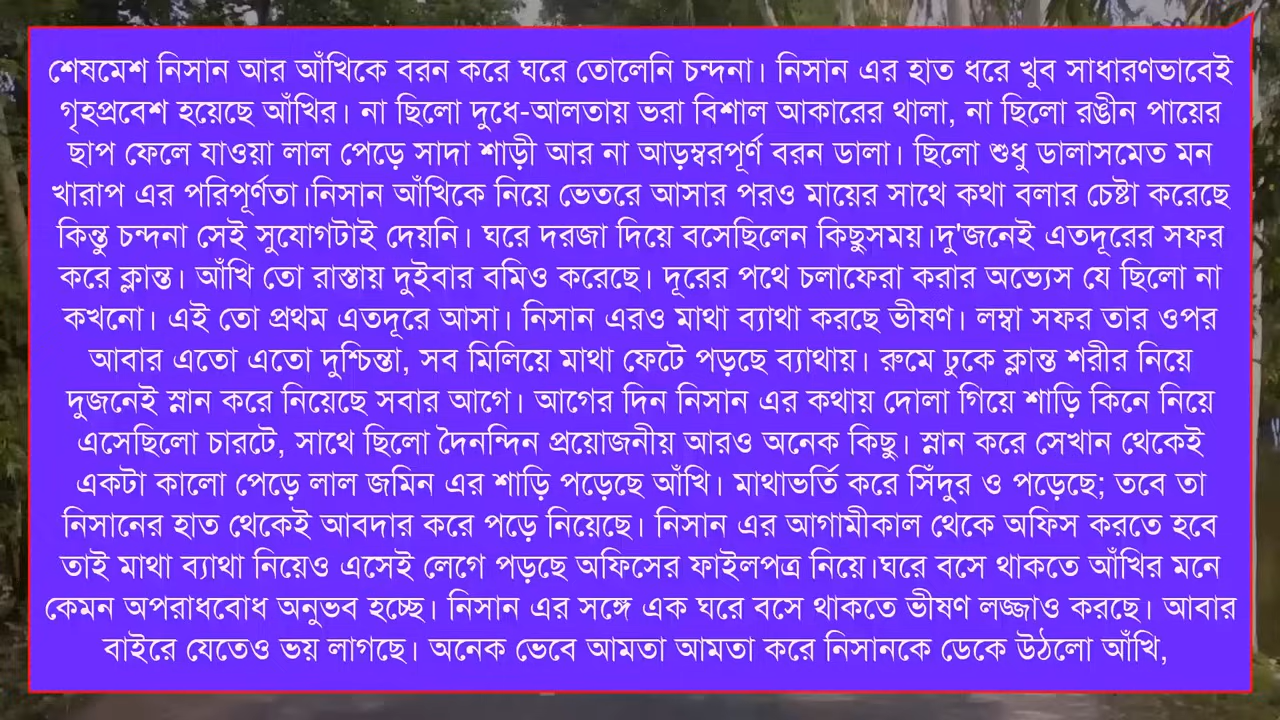 শেষমেশ নিসান আর আঁখিকে বরন করে ঘরে তোলেনি চন্দনা। নিসান এর হাত ধরে খুব সাধারণভাবেই
গৃহপ্রবেশ হয়েছে আঁখির। না ছিলো দুধে-আলতায় ভরা বিশাল আকারের থালা, না ছিলো রঙীন পায়ের
ছাপ ফেলে যাওয়া লাল পেড়ে সাদা শাড়ী আর না আড়ম্বরপূর্ণ বরন ডালা। ছিলো শুধু ডালাসমেত মন
খারাপ এর পরিপূর্ণতা।নিসান আঁখিকে নিয়ে ভেতরে আসার পরও মায়ের সাথে কথা বলার চেষ্টা করেছে
কিন্তু চন্দনা সেই সুযোগটাই দেয়নি। ঘরে দরজা দিয়ে বসেছিলেন কিছুসময়।দু'জনেই এতদূরের সফর
করে ক্লান্ত। আঁখি তো রাস্তায় দুইবার বমিও করেছে। দূরের পথে চলাফেরা করার অভ্যেস যে ছিলো না
কখনো। এই তো প্রথম এতদূরে আসা। নিসান এরও মাথা ব্যাথা করছে ভীষণ। লম্বা সফর তার ওপর
আবার এতো এতো দুশ্চিন্তা, সব মিলিয়ে মাথা ফেটে পড়ছে ব্যাথায়। রুমে ঢুকে ক্লান্ত শরীর নিয়ে
দুজনেই স্নান করে নিয়েছে সবার আগে। আগের দিন নিসান এর কথায় দোলা গিয়ে শাড়ি কিনে নিয়ে
এসেছিলো চারটে, সাথে ছিলো দৈনন্দিন প্রয়োজনীয় আরও অনেক কিছু। স্নান করে সেখান থেকেই
একটা কালো পেড়ে লাল জমিন এর শাড়ি পড়েছে আঁখি। মাথাভর্তি করে সিঁদুর ও পড়েছে; তবে তা
নিসানের হাত থেকেই আবদার করে পড়ে নিয়েছে। নিসান এর আগামীকাল থেকে অফিস করতে হবে
তাই মাথা ব্যাথা নিয়েও এসেই লেগে পড়ছে অফিসের ফাইলপত্র নিয়ে।ঘরে বসে থাকতে আঁখির মনে
কেমন অপরাধবোধ অনুভব হচ্ছে। নিসান এর সঙ্গে এক ঘরে বসে থাকতে ভীষণ লজ্জাও করছে। আবার
বাইরে যেতেও ভয় লাগছে। অনেক ভেবে আমতা আমতা করে নিসানকে ডেকে উঠলো আঁখি,